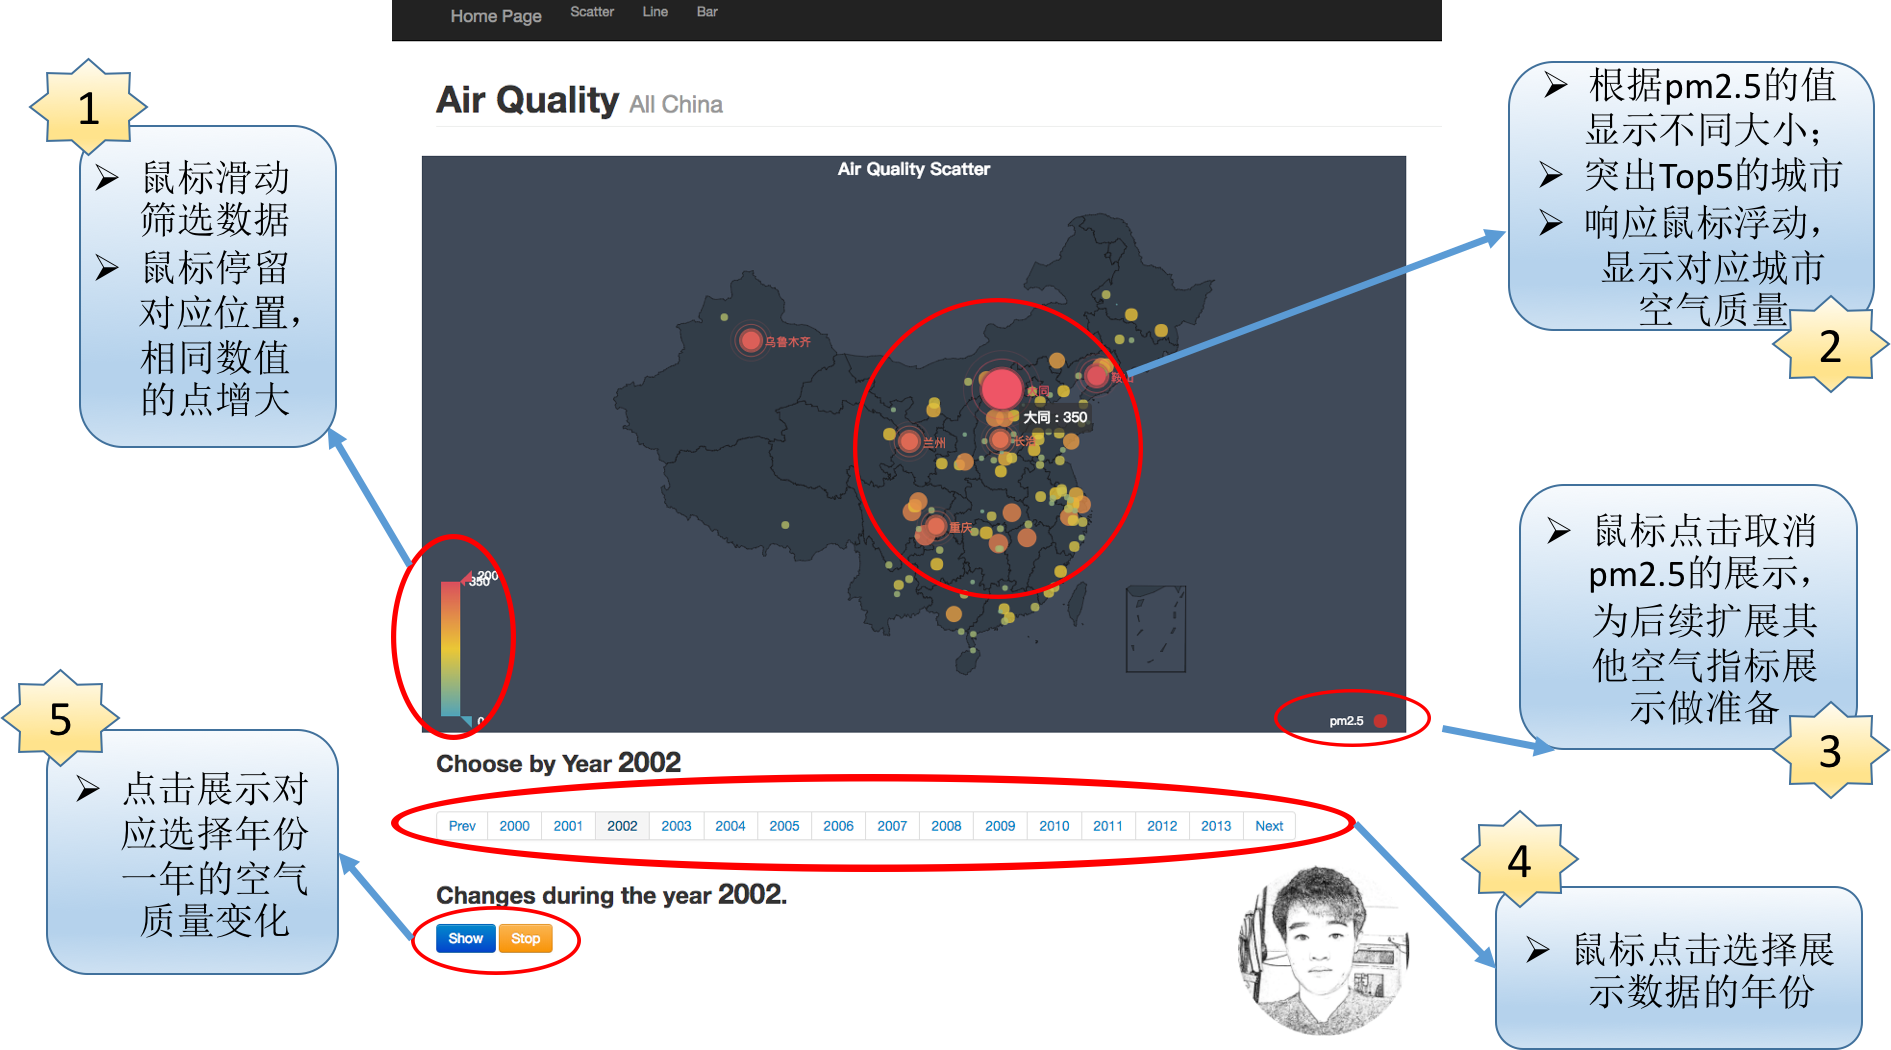 Home Page
Scatter
Line
Bar
Air Quality All China
1
鼠标滑动
筛选数据
鼠标停留
对应位置，
相同数值
的点增大
根据pm2.5的值
显示不同大小；
突出Top5的城市
响应鼠标浮动，
显示对应城市
空气质量
2
Air Quality Scatter
乌鲁木齐
大同
大同 : 350
兰州
长治
重庆
200
350
0
pm2.5
鼠标点击取消
pm2.5的展示，
为后续扩展其
他空气指标展
示做准备
3
Choose by Year 2002
Prev
2000
2001
2002
2003
2004
2005
2006
2007
2008
2009
2010
2011
2012
2013
Next
4
鼠标点击选择展
示数据的年份
5
点击展示对
应选择年份
一年的空气
质量变化
Changes during the year 2002.
Show
Stop